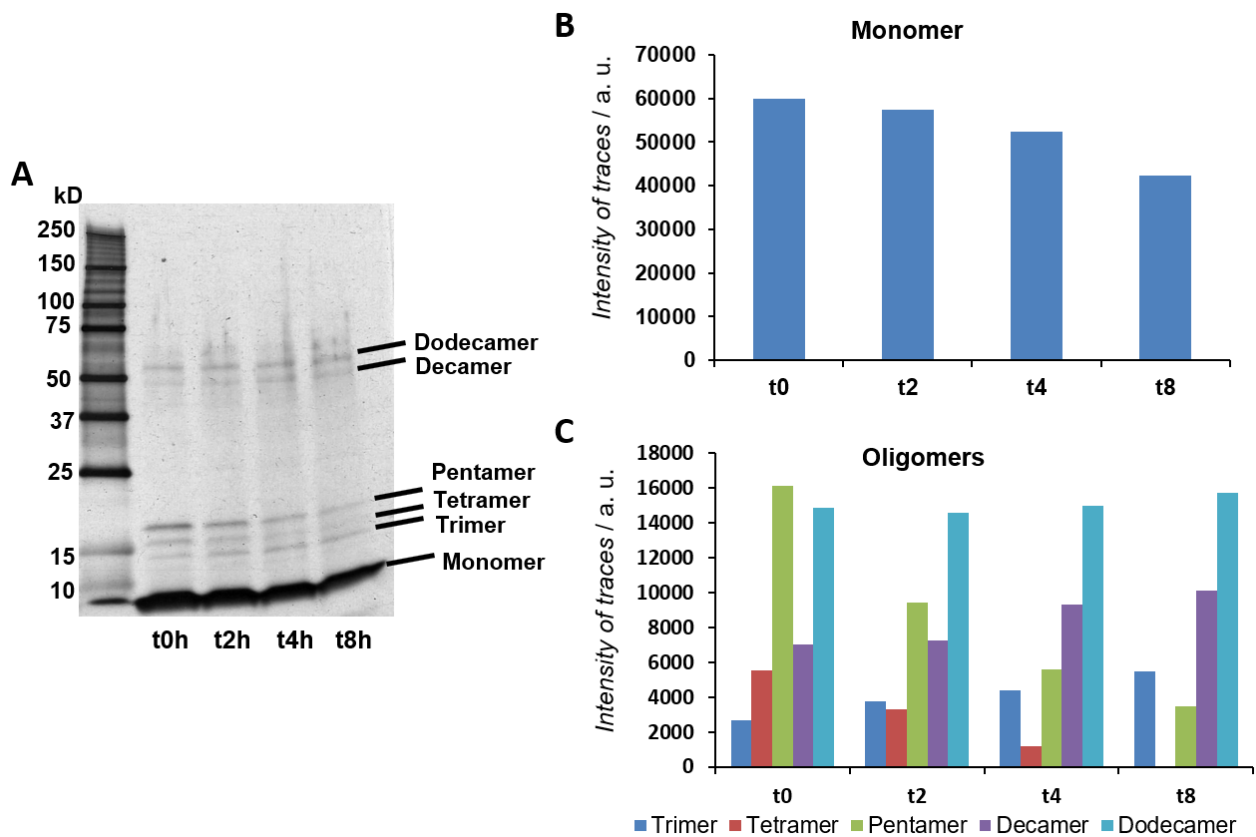 A
kD
250
150
100
75
50
37
25
15
10
Dodecamer
Decamer
Pentamer
Tetramer
Trimer
Monomer
t0h t2h t4h t8h
B
Monomer
Intensity of traces / a. u.
70000
60000
50000
40000
30000
20000
10000
0
t0 t2 t4 t8
C
Oligomers
Intensity of traces / a. u.
18000
16000
14000
12000
10000
8000
6000
4000
2000
0
t0 t2 t4 t8
Trimer Tetramer Pentamer Decamer Dodecamer